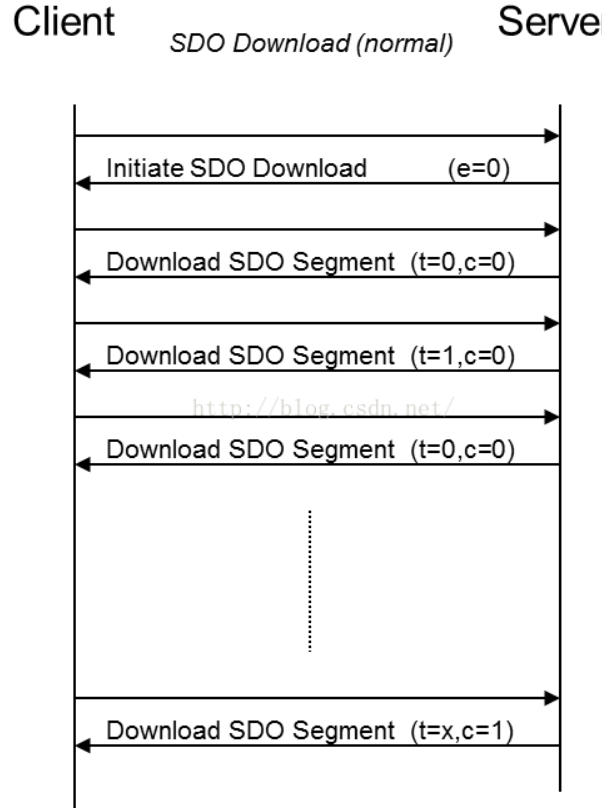 Client
SDO Download (normal)
Server
Initiate SDO Download (e=0)
Download SDO Segment (t=0,c=0)
Download SDO Segment (t=1,c=0)
http://blog.csdn.net/
Download SDO Segment (t=0,c=0)
Download SDO Segment (t=x,c=1)